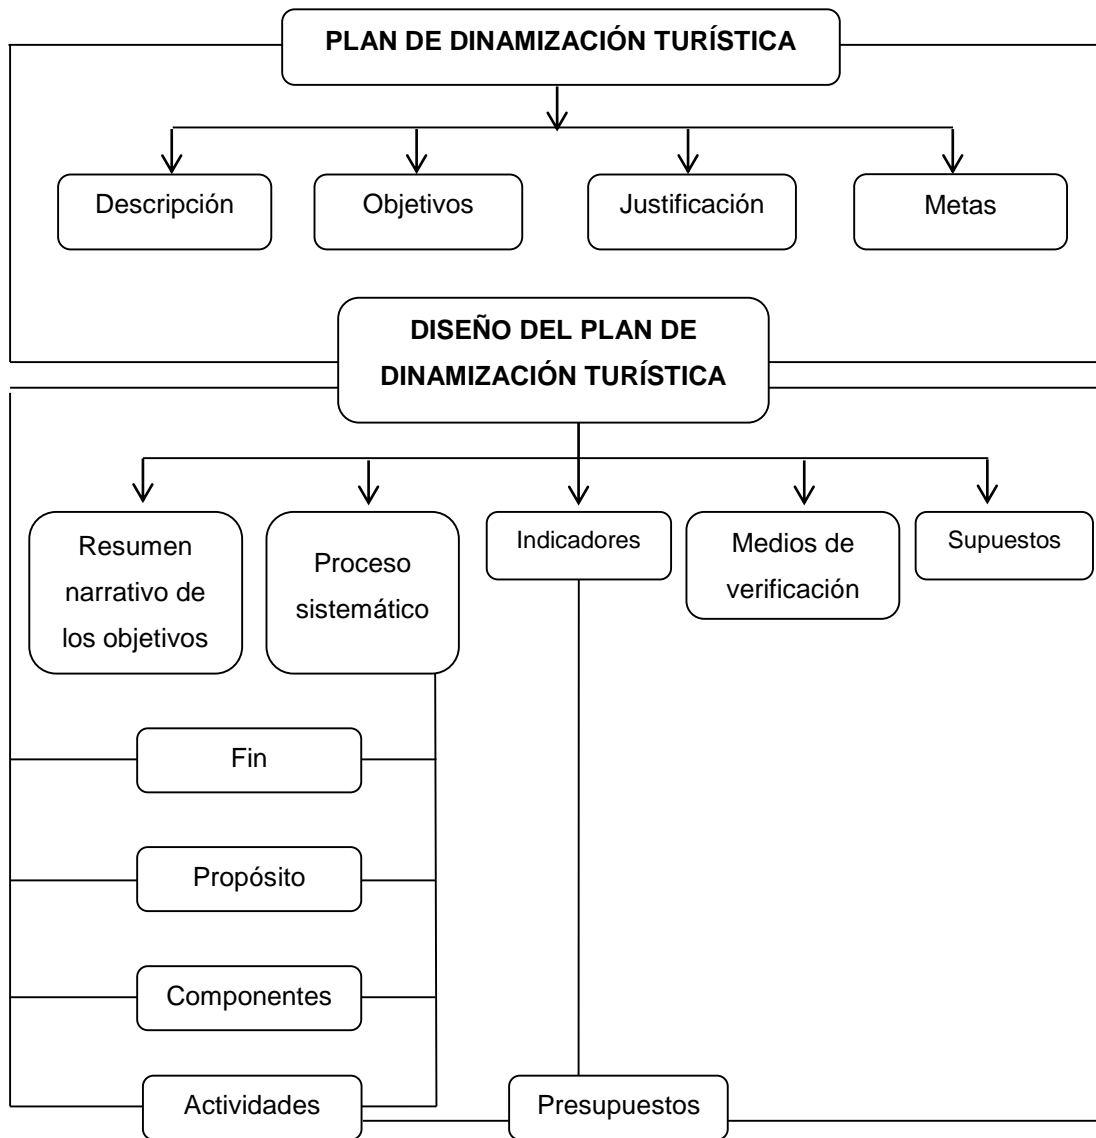 PLAN DE DINAMIZACIÓN TURÍSTICA
Descripción
Objetivos
Justificación
Metas
DISEÑO DEL PLAN DE
DINAMIZACIÓN TURÍSTICA
Resumen
narrativo de
los objetivos
Proceso
sistemático
Indicadores
Medios de
verificación
Supuestos
Fin
Propósito
Componentes
Actividades
Presupuestos